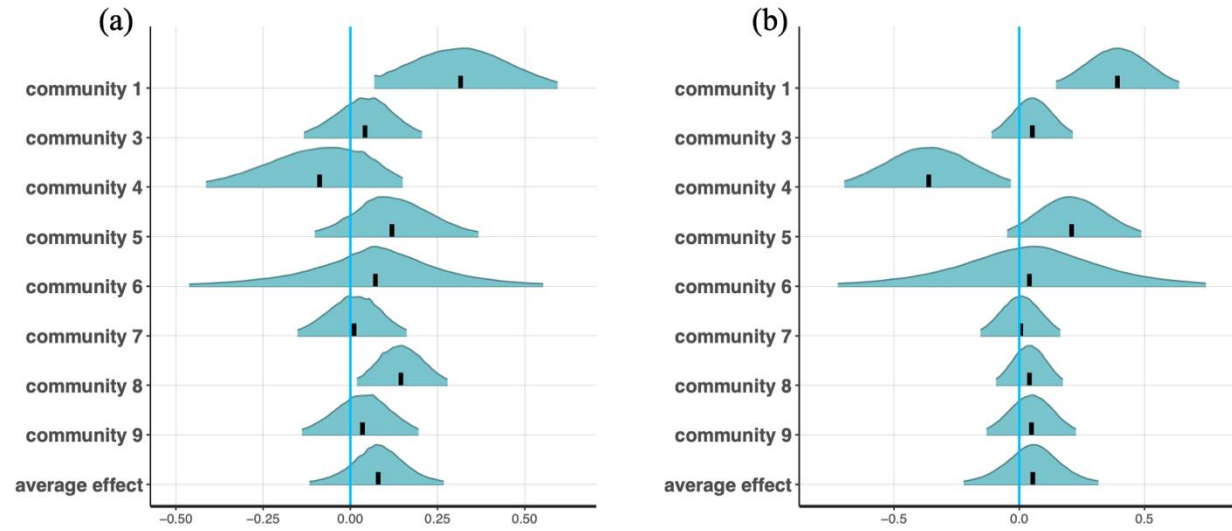 (a)
community 1
community 3
community 4
community 5
community 6
community 7
community 8
community 9
average effect
−0.50 −0.25 0.00 0.25 0.50
(b)
community 1
community 3
community 4
community 5
community 6
community 7
community 8
community 9
average effect
−0.5 0.0 0.5